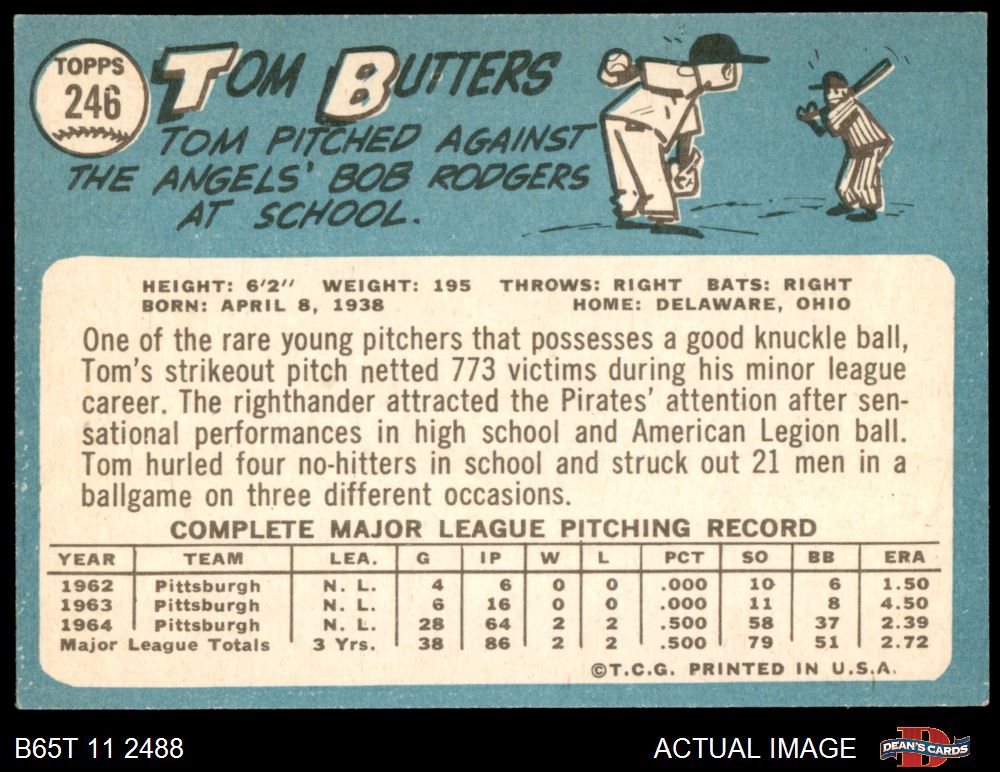 TOPPS
246
TOM BUTTERS
TOM PITCHED AGAINST
THE ANGELS' BOB RODGERS
AT SCHOOL.
HEIGHT: 6'2" WEIGHT: 195 THROWS: RIGHT BATS: RIGHT
BORN: APRIL 8, 1938 HOME: DELAWARE, OHIO
One of the rare young pitchers that possesses a good knuckle ball,
Tom's strikeout pitch netted 773 victims during his minor league
career. The righthander attracted the Pirates' attention after sen-
sational performances in high school and American Legion ball.
Tom hurled four no-hitters in school and struck out 21 men in a
ballgame on three different occasions.
COMPLETE MAJOR LEAGUE PITCHING RECORD
YEAR TEAM LEA. G IP W L PCT SO BB ERA
1962 Pittsburgh N. L. 4 6 0 0 .000 10 6 1.50
1963 Pittsburgh N. L. 6 16 0 0 .000 11 8 4.50
1964 Pittsburgh N. L. 28 64 2 2 .500 58 37 2.39
Major League Totals 3 Yrs. 38 86 2 2 .500 79 51 2.72
©T.C.G. PRINTED IN U.S.A.
B65T 11 2488 ACTUAL IMAGE D DEAN'S CARDS